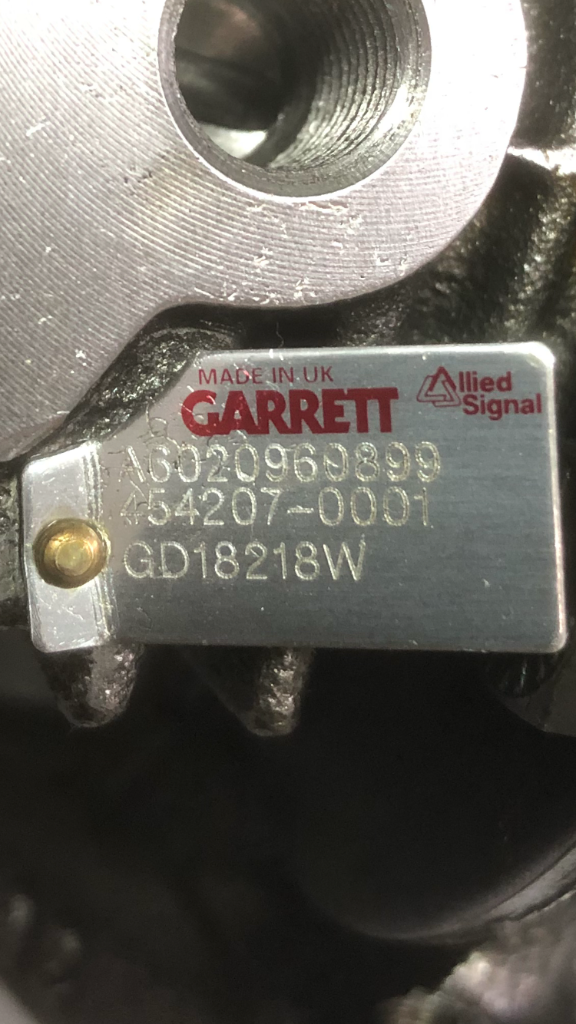 MADE IN UK
GARRETT
Allied
Signal
A6020960899
454207-0001
GD18218W